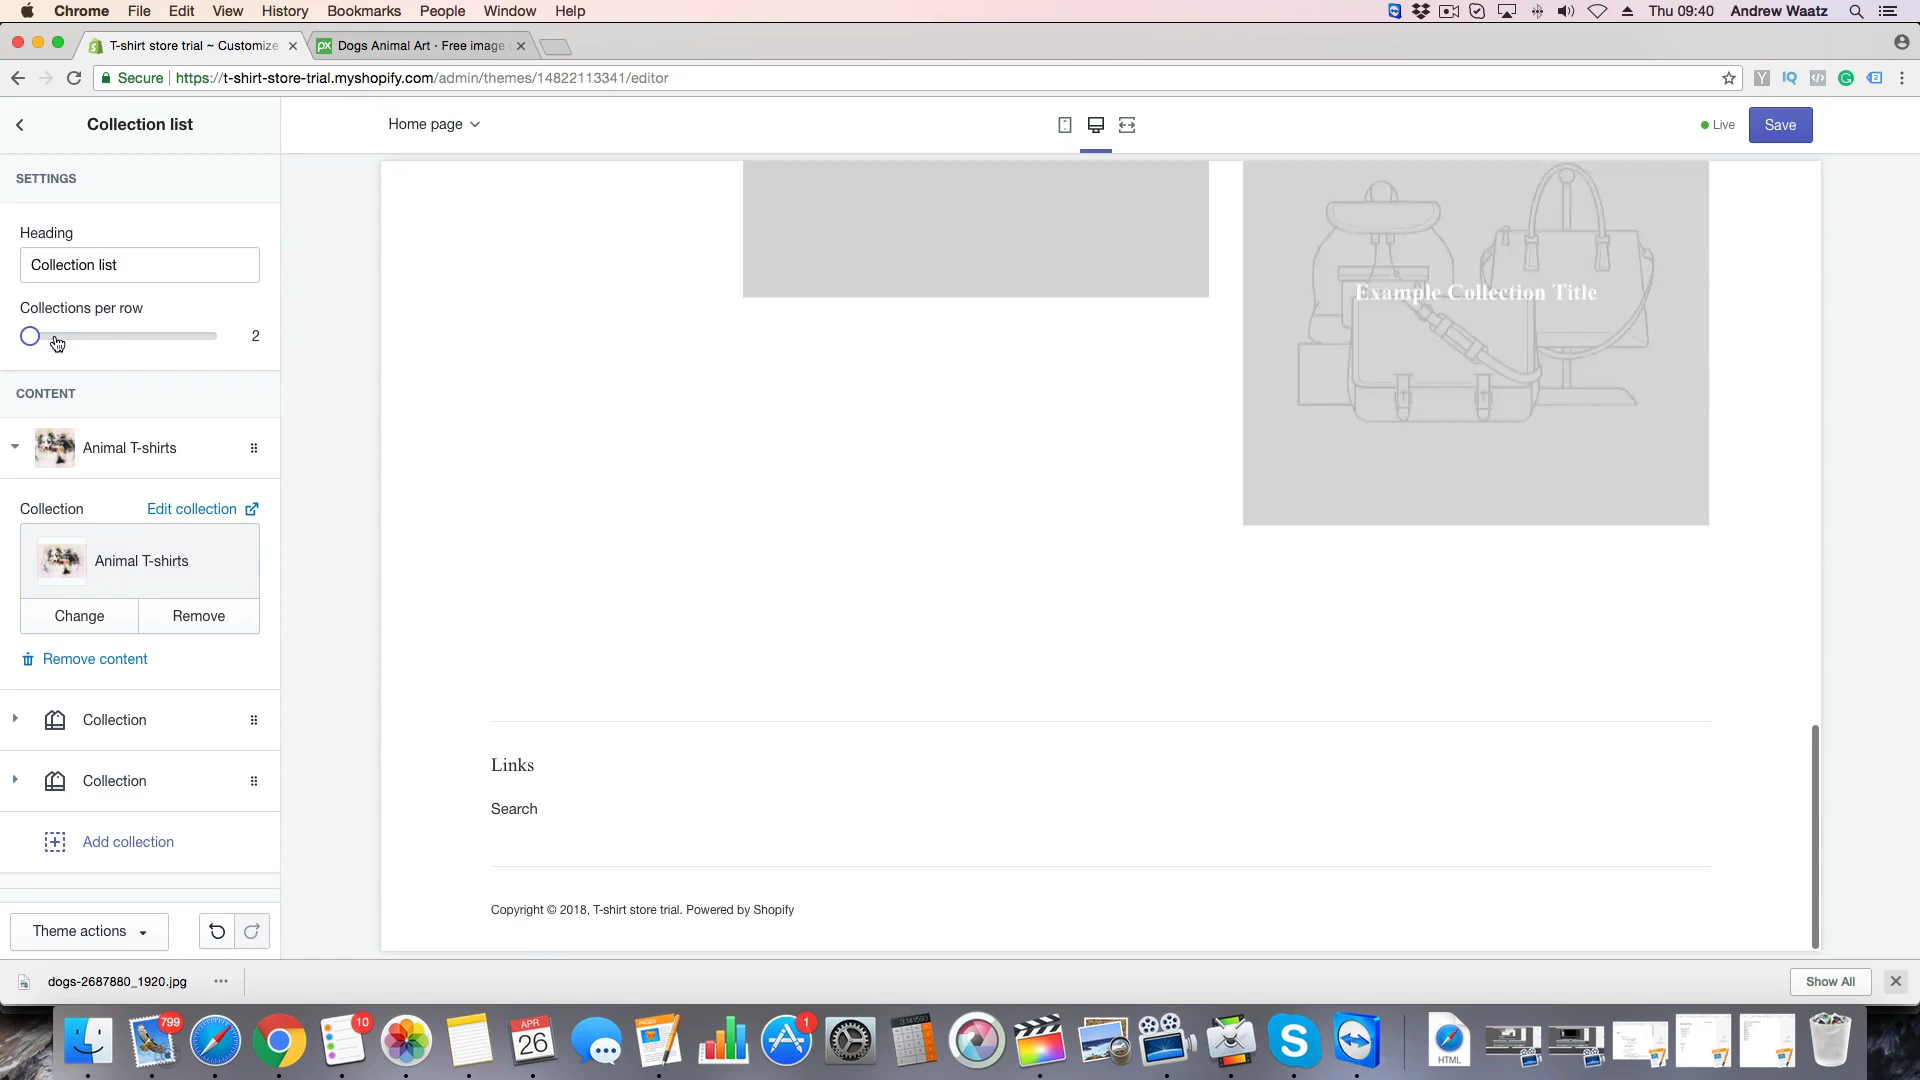 Chrome File Edit View History Bookmarks People Window Help Thu 09:40 Andrew Waatz
T-shirt store trial ~ Customize Dogs Animal Art · Free image
Secure https://t-shirt-store-trial.myshopify.com/admin/themes/14822113341/editor
Collection list Home page Live Save
SETTINGS
Heading
Collection list
Collections per row
2
Example Collection Title
CONTENT
Animal T-shirts
Collection Edit collection
Animal T-shirts
Change Remove
Remove content
Collection
Collection
Add collection
Links
Search
Copyright © 2018, T-shirt store trial. Powered by Shopify
Theme actions
dogs-2687880_1920.jpg Show All
799
10
APR
26
PAGES
1
3.141593
HTML